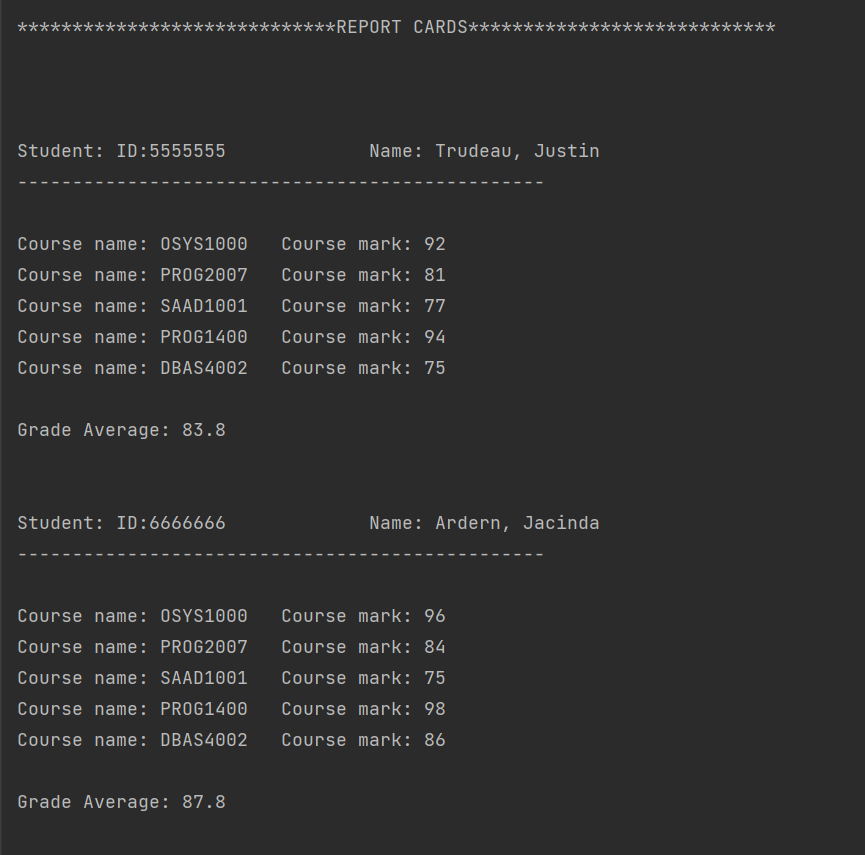 *****************************REPORT CARDS****************************
Student: ID:5555555             Name: Trudeau, Justin
------------------------------------------------
Course name: OSYS1000   Course mark: 92
Course name: PROG2007   Course mark: 81
Course name: SAAD1001   Course mark: 77
Course name: PROG1400   Course mark: 94
Course name: DBAS4002   Course mark: 75
Grade Average: 83.8
Student: ID:6666666             Name: Ardern, Jacinda
------------------------------------------------
Course name: OSYS1000   Course mark: 96
Course name: PROG2007   Course mark: 84
Course name: SAAD1001   Course mark: 75
Course name: PROG1400   Course mark: 98
Course name: DBAS4002   Course mark: 86
Grade Average: 87.8